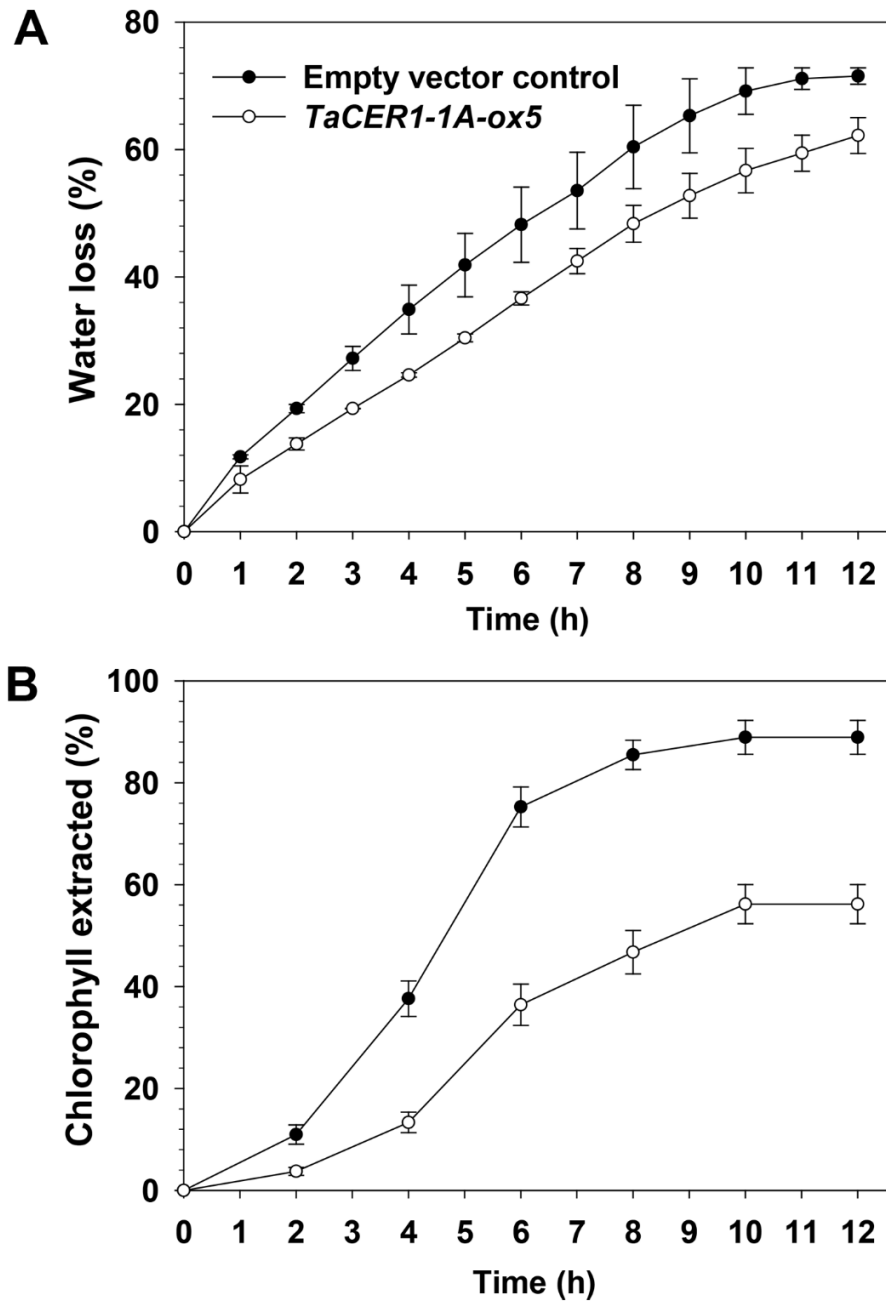 A
Water loss (%)
80
60
40
20
0
Empty vector control
TaCER1-1A-ox5
0 1 2 3 4 5 6 7 8 9 10 11 12
Time (h)
B
Chlorophyll extracted (%)
100
80
60
40
20
0
0 1 2 3 4 5 6 7 8 9 10 11 12
Time (h)